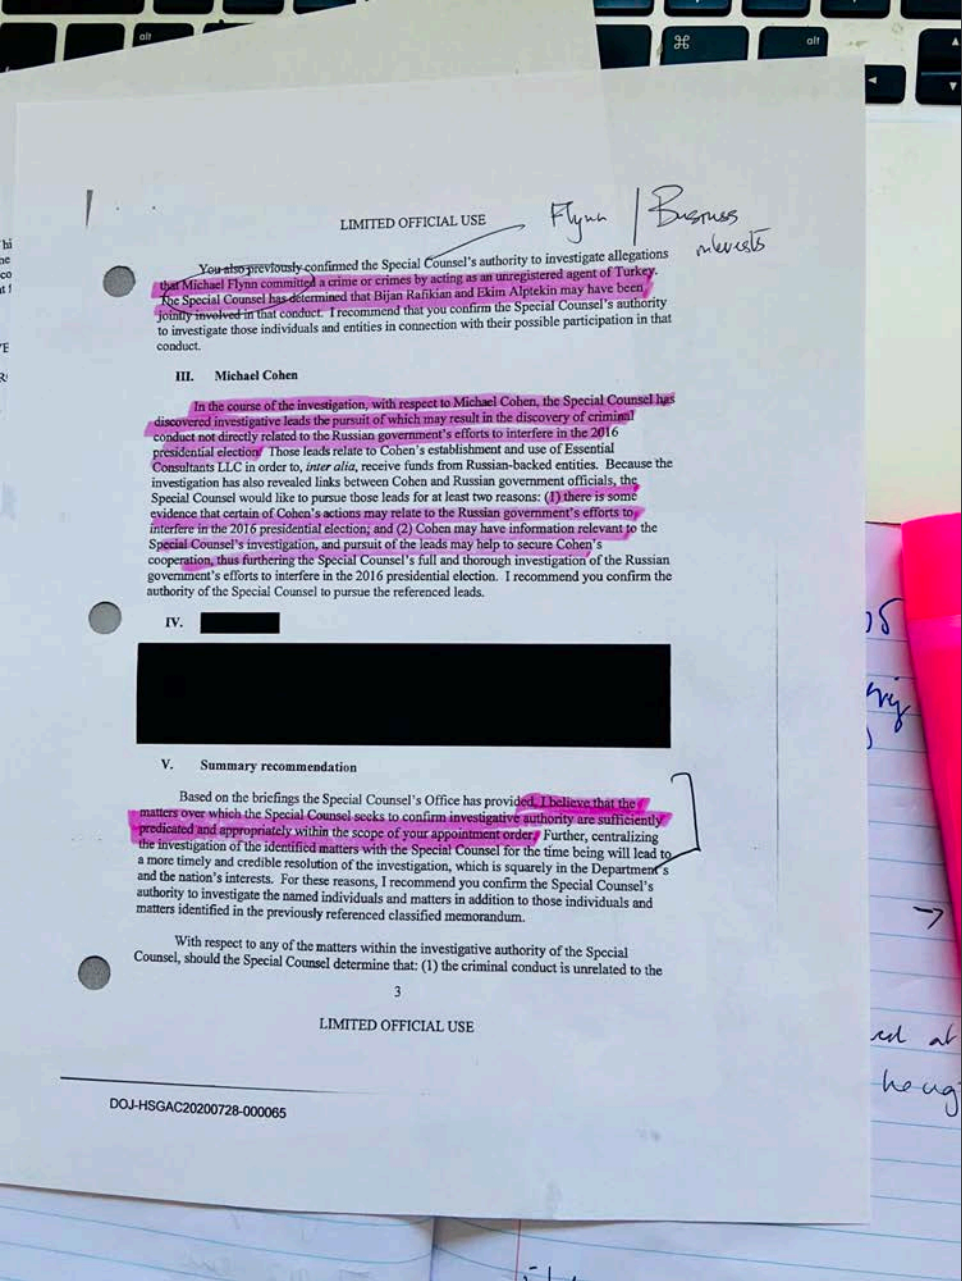 alt
⌘
alt
LIMITED OFFICIAL USE
Flynn | Business
interests
You also previously confirmed the Special Counsel's authority to investigate allegations
that Michael Flynn committed a crime or crimes by acting as an unregistered agent of Turkey.
The Special Counsel has determined that Bijan Rafikian and Ekim Alptekin may have been
jointly involved in that conduct. I recommend that you confirm the Special Counsel's authority
to investigate those individuals and entities in connection with their possible participation in that
conduct.
III. Michael Cohen
In the course of the investigation, with respect to Michael Cohen, the Special Counsel has
discovered investigative leads the pursuit of which may result in the discovery of criminal
conduct not directly related to the Russian government's efforts to interfere in the 2016
presidential election. Those leads relate to Cohen's establishment and use of Essential
Consultants LLC in order to, inter alia, receive funds from Russian-backed entities. Because the
investigation has also revealed links between Cohen and Russian government officials, the
Special Counsel would like to pursue those leads for at least two reasons: (1) there is some
evidence that certain of Cohen's actions may relate to the Russian government's efforts to
interfere in the 2016 presidential election; and (2) Cohen may have information relevant to the
Special Counsel's investigation, and pursuit of the leads may help to secure Cohen's
cooperation, thus furthering the Special Counsel's full and thorough investigation of the Russian
government's efforts to interfere in the 2016 presidential election. I recommend you confirm the
authority of the Special Counsel to pursue the referenced leads.
IV.
V. Summary recommendation
Based on the briefings the Special Counsel's Office has provided, I believe that the
matters over which the Special Counsel seeks to confirm investigative authority are sufficiently
predicated and appropriately within the scope of your appointment order. Further, centralizing
the investigation of the identified matters with the Special Counsel for the time being will lead to
a more timely and credible resolution of the investigation, which is squarely in the Department's
and the nation's interests. For these reasons, I recommend you confirm the Special Counsel's
authority to investigate the named individuals and matters in addition to those individuals and
matters identified in the previously referenced classified memorandum.
With respect to any of the matters within the investigative authority of the Special
Counsel, should the Special Counsel determine that: (1) the criminal conduct is unrelated to the
3
LIMITED OFFICIAL USE
DOJ-HSGAC20200728-000065